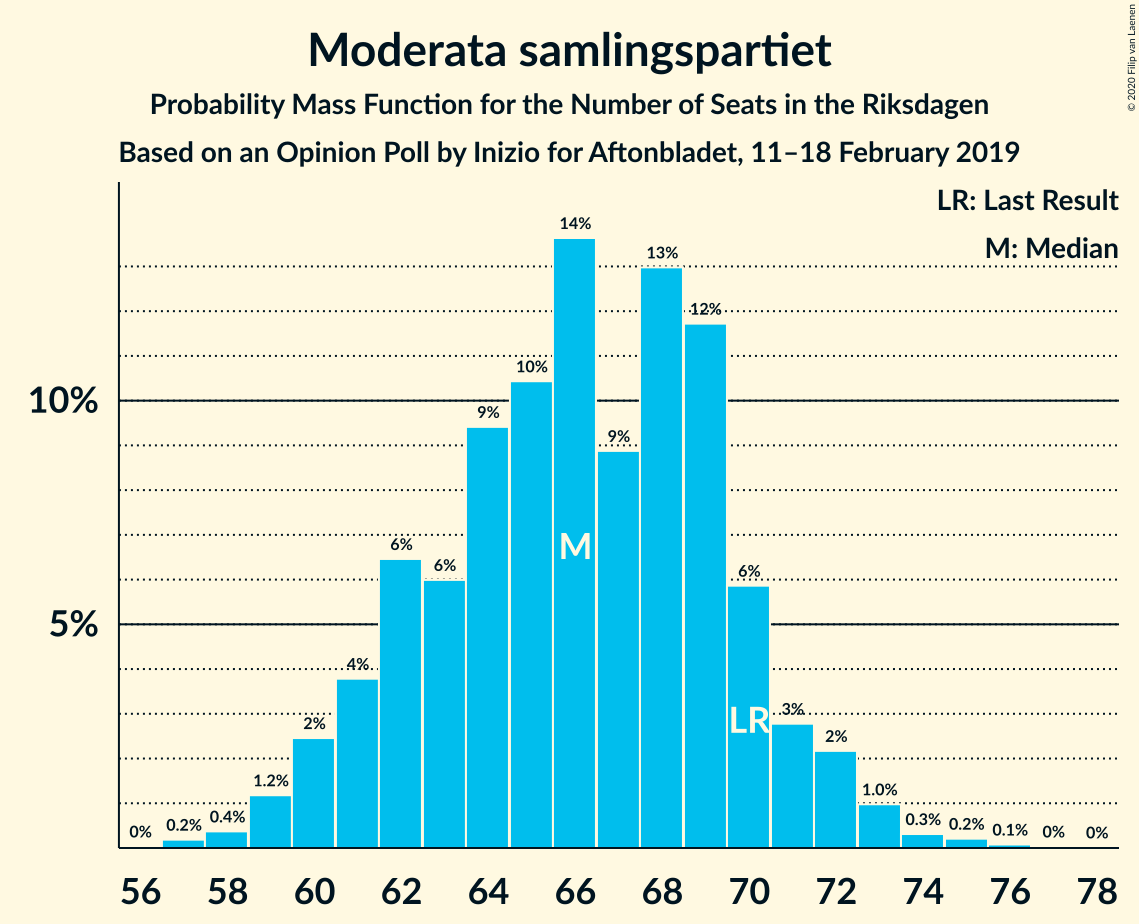 Moderata samlingspartiet
Probability Mass Function for the Number of Seats in the Riksdagen
Based on an Opinion Poll by Inizio for Aftonbladet, 11–18 February 2019
© 2020 Filip van Laenen
LR: Last Result
M: Median
10%
5%
0%
0.2%
0.4%
1.2%
2%
4%
6%
6%
9%
10%
14%
9%
13%
12%
6%
3%
2%
1.0%
0.3%
0.2%
0.1%
0%
0%
M
LR
56 58 60 62 64 66 68 70 72 74 76 78